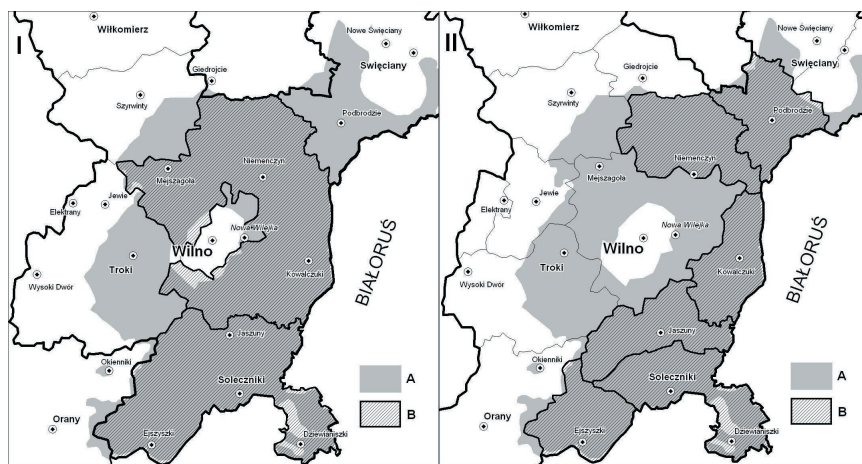 I
Wiłkomierz
Nowe Święciany
Święciany
Giedrojcie
Szyrwinty
Podbrodzie
Mejszagoła
Niemenczyn
Jewie
Elektrany
Nowa Wilejka
Wilno
Troki
Kowalczuki
Wysoki Dwór
BIAŁORUŚ
Jaszuny
Okienniki
Soleczniki
Orany
Ejszyszki
Dziewianiszki
A
B
II
Wiłkomierz
Nowe Święciany
Święciany
Giedrojcie
Szyrwinty
Podbrodzie
Mejszagoła
Niemenczyn
Jewie
Elektrany
Nowa Wilejka
Wilno
Troki
Kowalczuki
Wysoki Dwór
BIAŁORUŚ
Jaszuny
Okienniki
Soleczniki
Orany
Ejszyszki
Dziewianiszki
A
B